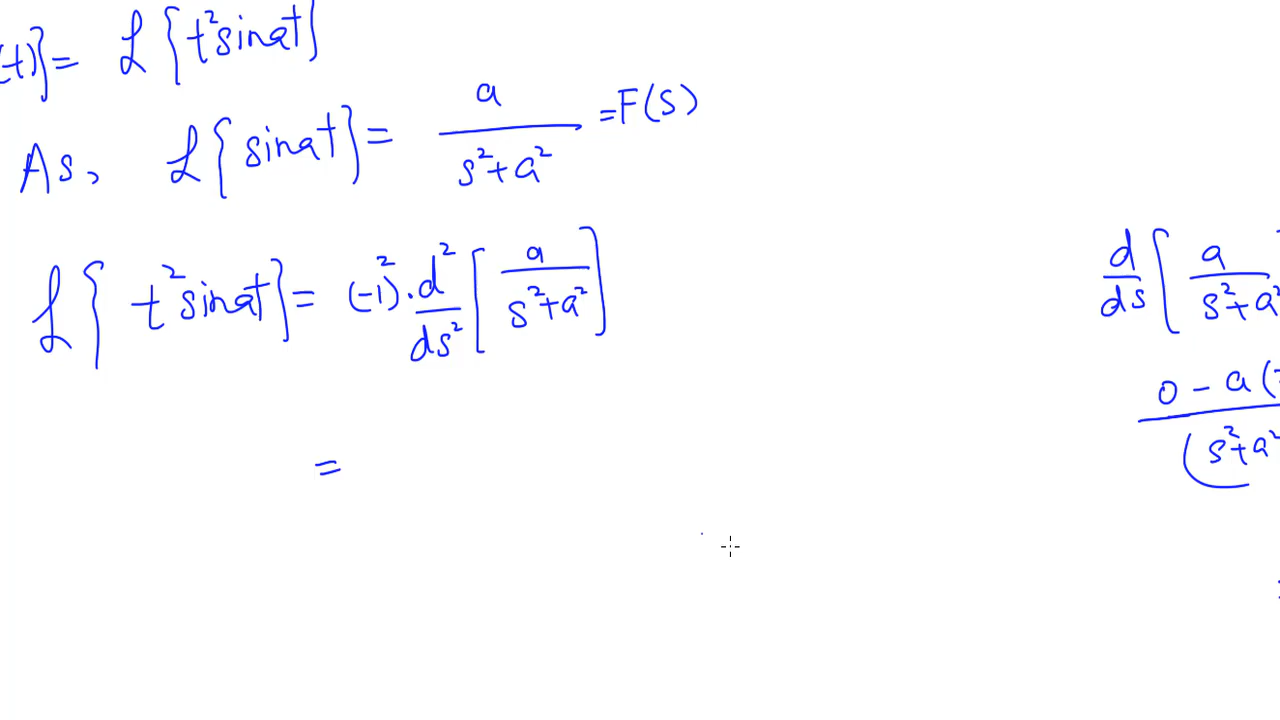 (t)}= ℒ{t²sinat}
As, ℒ{sinat}= a/(s²+a²) =F(S)
ℒ{t²sinat}= (-1)².d²/ds² [a/(s²+a²)]
=
d/ds [a/(s²+a²
0 - a(
(s²+a²